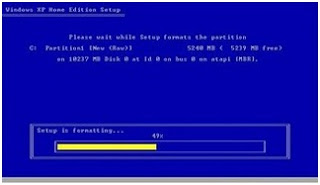 Windows XP Home Edition Setup
Please wait while Setup formats the partition
C: Partition1 [New (Raw)] 5240 MB ( 5239 MB free)
on 10237 MB Disk 0 at Id 0 on bus 0 on atapi [MBR].
Setup is formatting...
49%